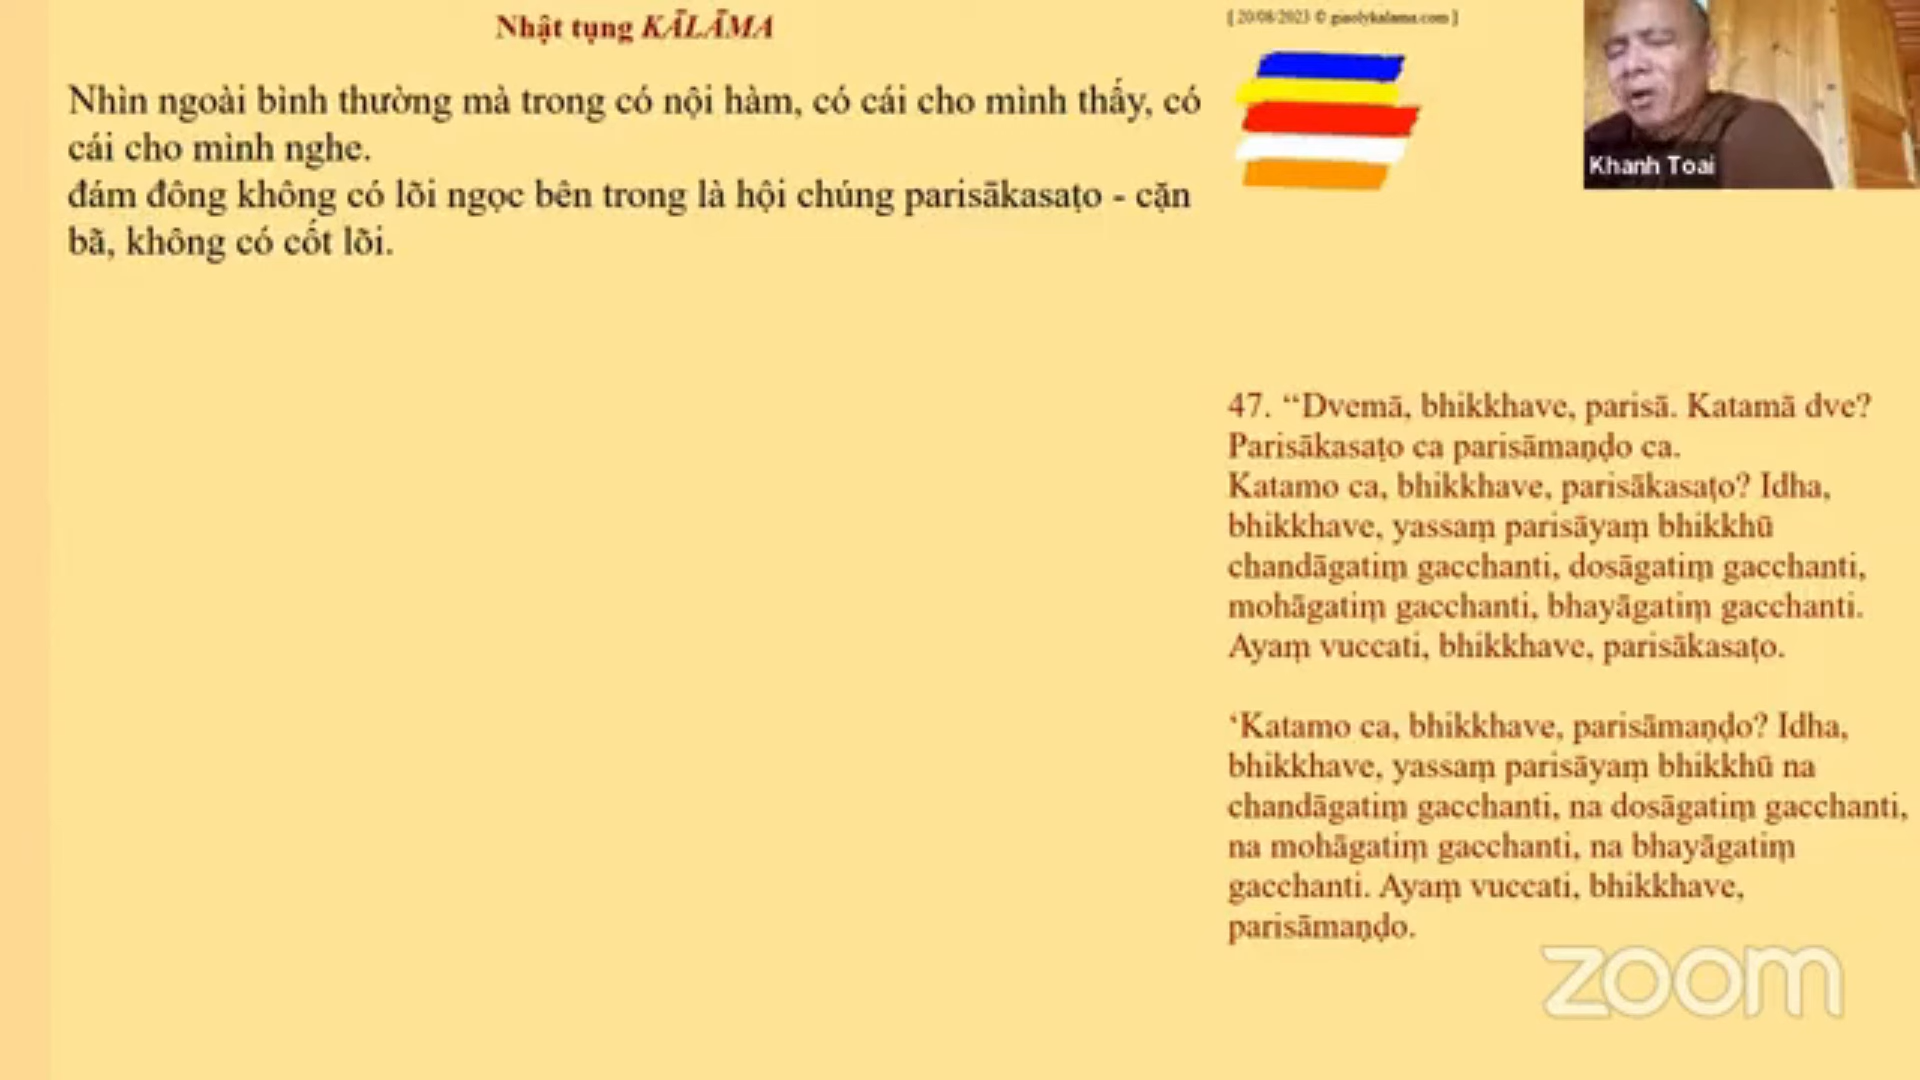 Nhật tụng KĀLĀMA
Nhìn ngoài bình thường mà trong có nội hàm, có cái cho mình thấy, có
cái cho mình nghe.
đám đông không có lõi ngọc bên trong là hội chúng parisākasaṭo - cặn
bã, không có cốt lõi.
[ 20/08/2023 © giaolykalama.com ]
Khanh Toai
47. “Dvemā, bhikkhave, parisā. Katamā dve?
Parisākasaṭo ca parisāmaṇḍo ca.
Katamo ca, bhikkhave, parisākasaṭo? Idha,
bhikkhave, yassaṃ parisāyaṃ bhikkhū
chandāgatiṃ gacchanti, dosāgatiṃ gacchanti,
mohāgatiṃ gacchanti, bhayāgatiṃ gacchanti.
Ayaṃ vuccati, bhikkhave, parisākasaṭo.
‘Katamo ca, bhikkhave, parisāmaṇḍo? Idha,
bhikkhave, yassaṃ parisāyaṃ bhikkhū na
chandāgatiṃ gacchanti, na dosāgatiṃ gacchanti,
na mohāgatiṃ gacchanti, na bhayāgatiṃ
gacchanti. Ayaṃ vuccati, bhikkhave,
parisāmaṇḍo.
zoom